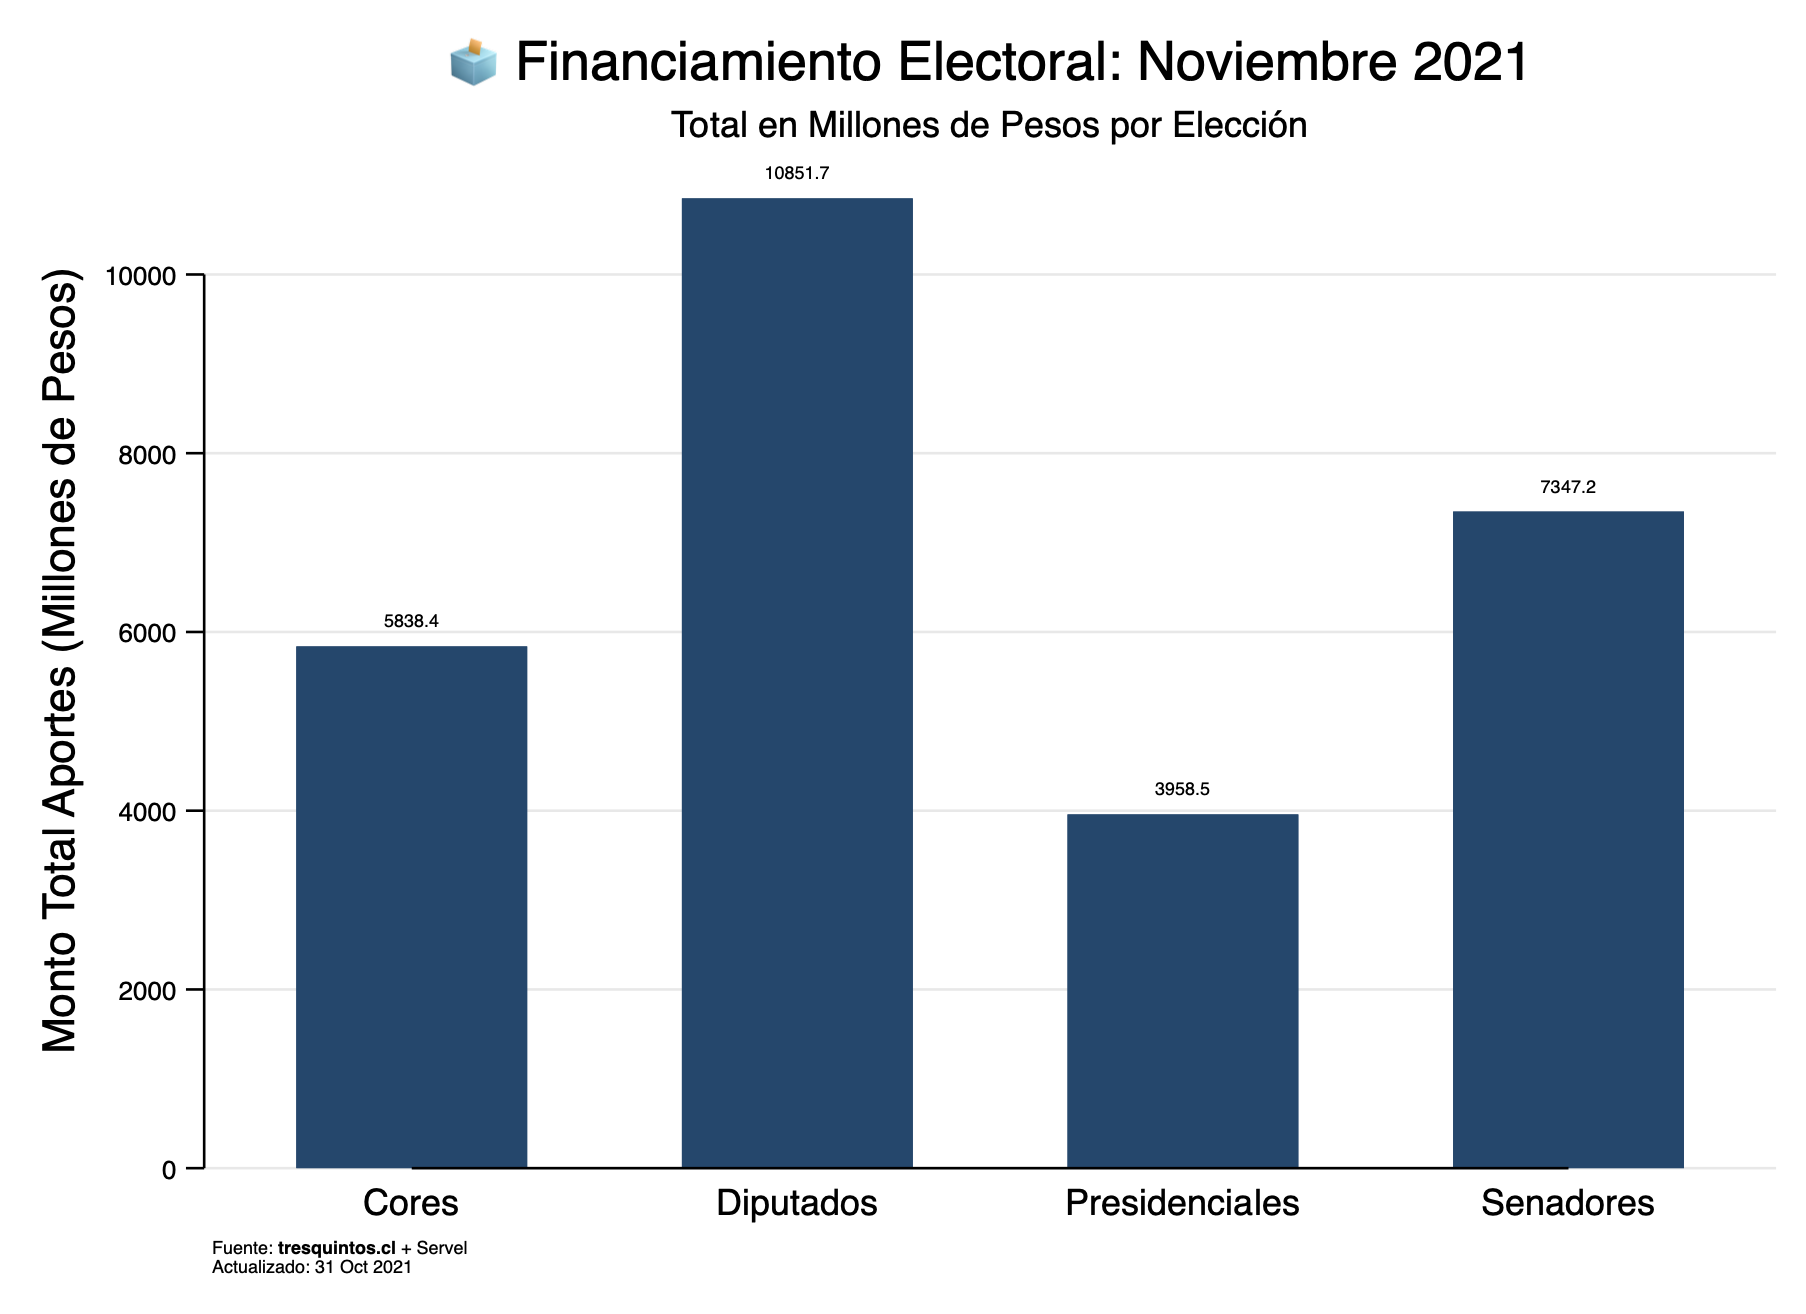 Financiamiento Electoral: Noviembre 2021
Total en Millones de Pesos por Elección
Monto Total Aportes (Millones de Pesos)
10000
8000
6000
4000
2000
0
5838.4
10851.7
3958.5
7347.2
Cores
Diputados
Presidenciales
Senadores
Fuente: tresquintos.cl + Servel
Actualizado: 31 Oct 2021